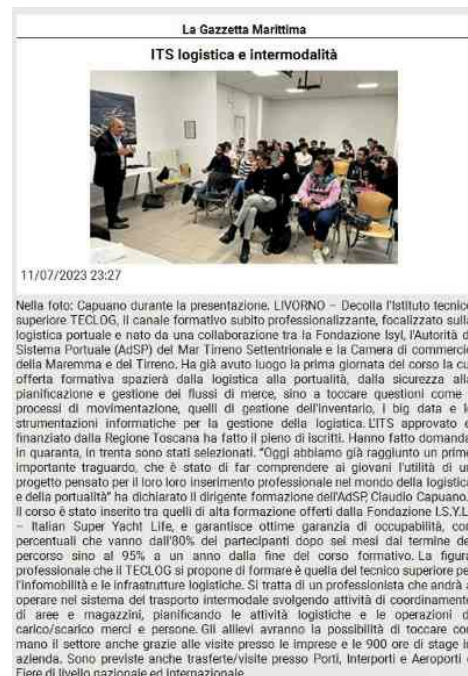 La Gazzetta Marittima
ITS logistica e intermodalità
11/07/2023 23:27
Nella foto: Capuano durante la presentazione. LIVORNO – Decolla l'Istituto tecnico
superiore TECLOG, il canale formativo subito professionalizzante, focalizzato sulla
logistica portuale e nato da una collaborazione tra la Fondazione Isyl, l'Autorità di
Sistema Portuale (AdSP) del Mar Tirreno Settentrionale e la Camera di commercio
della Maremma e del Tirreno. Ha già avuto luogo la prima giornata del corso la cui
offerta formativa spazierà dalla logistica alla portualità, dalla sicurezza alla
pianificazione e gestione dei flussi di merce, sino a toccare questioni come
processi di movimentazione, quelli di gestione dell'inventario, i big data e
strumentazioni informatiche per la gestione della logistica. L'ITS approvato e
finanziato dalla Regione Toscana ha fatto il pieno di iscritti. Hanno fatto domanda
in quaranta, in trenta sono stati selezionati. "Oggi abbiamo già raggiunto un primo
importante traguardo, che è stato di far comprendere ai giovani l'utilità di un
progetto pensato per il loro loro inserimento professionale nel mondo della logistica
e della portualità" ha dichiarato il dirigente formazione dell'AdSP, Claudio Capuano.
Il corso è stato inserito tra quelli di alta formazione offerti dalla Fondazione I.S.Y.L.
– Italian Super Yacht Life, e garantisce ottime garanzia di occupabilità, con
percentuali che vanno dall'80% dei partecipanti dopo sei mesi dal termine del
percorso sino al 95% a un anno dalla fine del corso formativo. La figura
professionale che il TECLOG si propone di formare è quella del tecnico superiore per
l'infomobilità e le infrastrutture logistiche. Si tratta di un professionista che andrà a
operare nel sistema del trasporto intermodale svolgendo attività di coordinamento
di aree e magazzini, pianificando le attività logistiche e le operazioni di
carico/scarico merci e persone. Gli allievi avranno la possibilità di toccare con
mano il settore anche grazie alle visite presso le imprese e le 900 ore di stage in
azienda. Sono previste anche trasferte/visite presso Porti, Interporti e Aeroporti e
Fiere di livello nazionale ed internazionale.